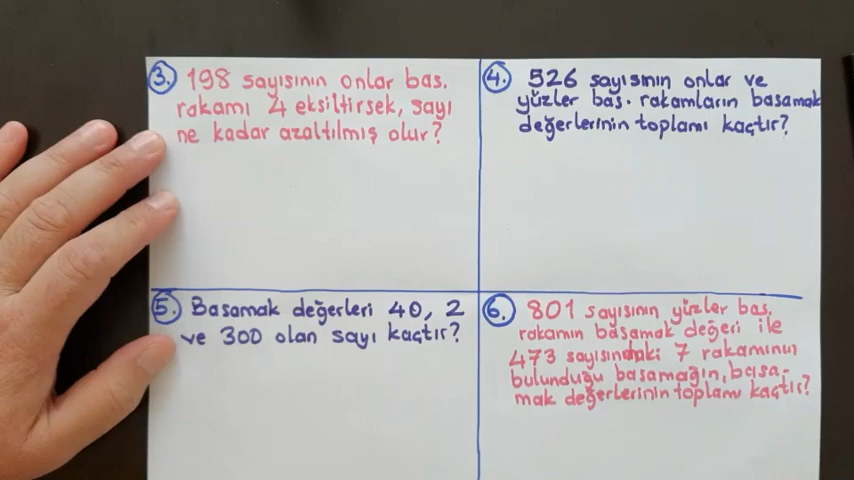 3. 198 sayısının onlar bas.
rakamı 4 eksiltirsek, sayı
ne kadar azaltılmış olur?
4. 526 sayısının onlar ve
yüzler bas. rakamların basamak
değerlerinin toplamı kaçtır?
5. Basamak değerleri 40, 2
ve 300 olan sayı kaçtır?
6. 801 sayısının yüzler bas.
rakamın basamak değeri ile
473 sayısındaki 7 rakamının
bulunduğu basamağın, basa-
mak değerlerinin toplamı kaçtır?